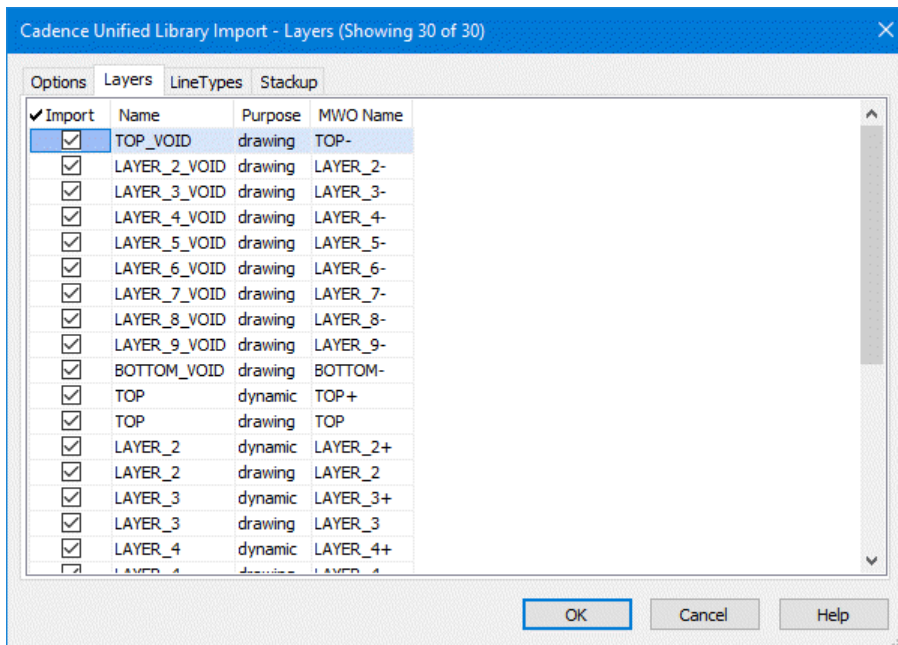 Cadence Unified Library Import - Layers (Showing 30 of 30)
Options Layers LineTypes Stackup
Import Name Purpose MWO Name
TOP_VOID drawing TOP-
LAYER_2_VOID drawing LAYER_2-
LAYER_3_VOID drawing LAYER_3-
LAYER_4_VOID drawing LAYER_4-
LAYER_5_VOID drawing LAYER_5-
LAYER_6_VOID drawing LAYER_6-
LAYER_7_VOID drawing LAYER_7-
LAYER_8_VOID drawing LAYER_8-
LAYER_9_VOID drawing LAYER_9-
BOTTOM_VOID drawing BOTTOM-
TOP dynamic TOP+
TOP drawing TOP
LAYER_2 dynamic LAYER_2+
LAYER_2 drawing LAYER_2
LAYER_3 dynamic LAYER_3+
LAYER_3 drawing LAYER_3
LAYER_4 dynamic LAYER_4+
OK Cancel Help